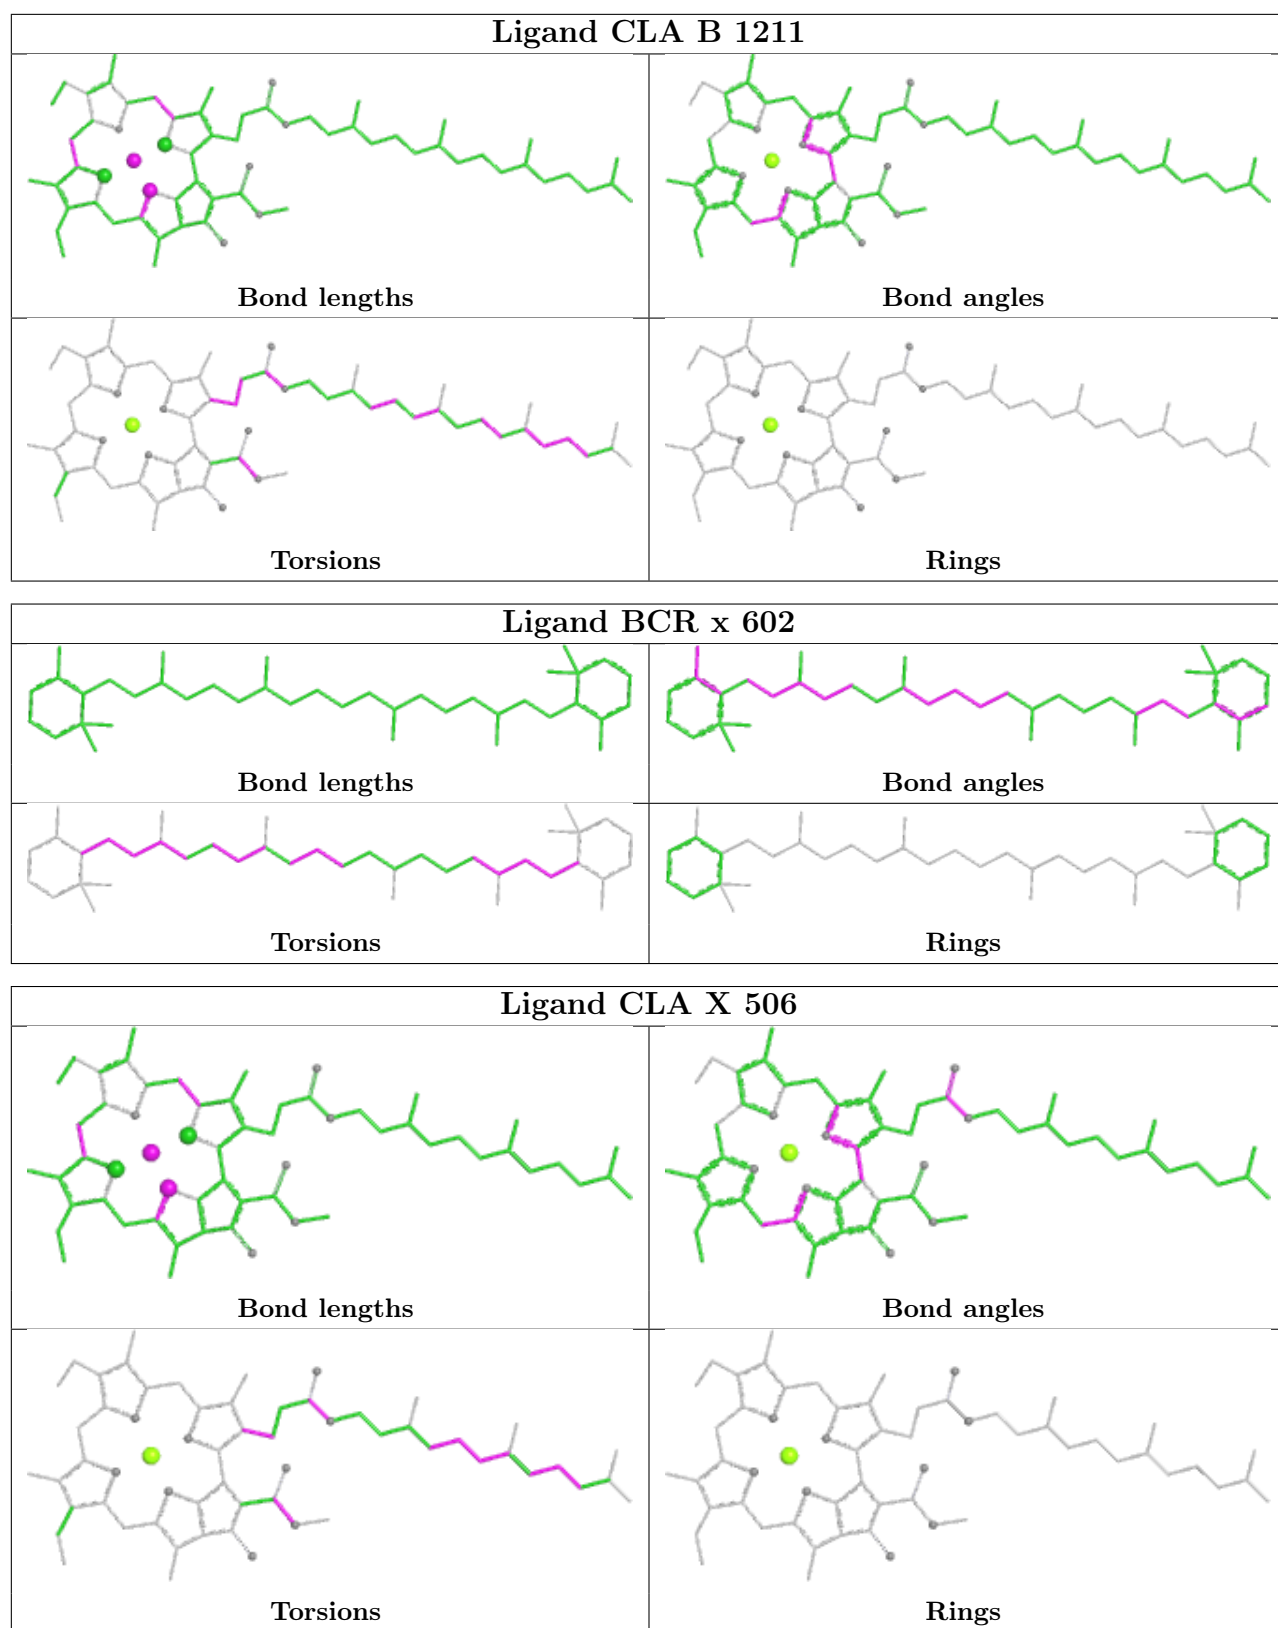 Ligand CLA B 1211
Bond lengths
Bond angles
Torsions
Rings
Ligand BCR x 602
Bond lengths
Bond angles
Torsions
Rings
Ligand CLA X 506
Bond lengths
Bond angles
Torsions
Rings